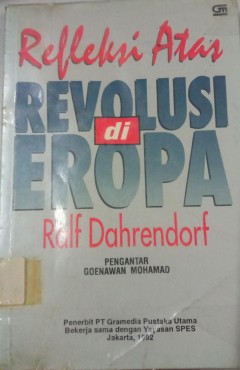 GM
Refleksi Atas
REVOLUSI
di
EROPA
Ralf Dahrendorf
PENGANTAR
GOENAWAN MOHAMAD
Penerbit PT Gramedia Pustaka Utama
Bekerja sama dengan Yayasan SPES
Jakarta, 1992